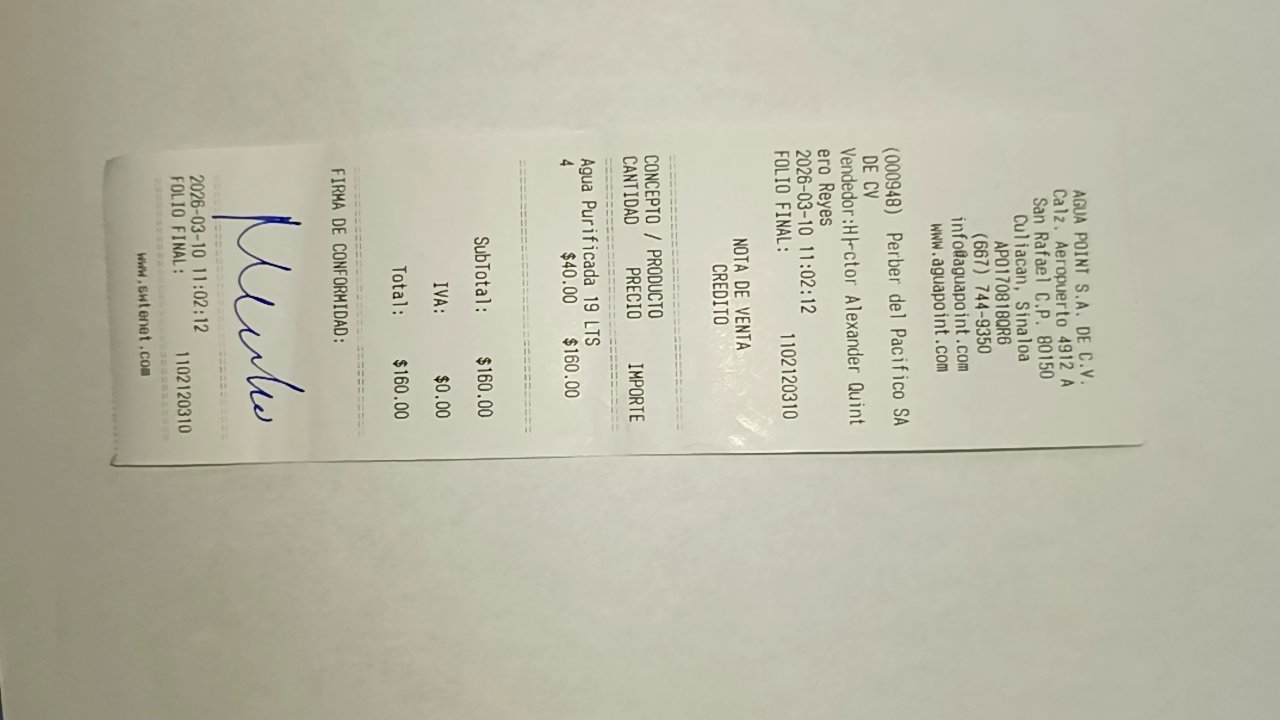 AGUA POINT S.A. DE C.V.
Calz. Aeropuerto 4912 A
San Rafael C.P. 80150
Culiacan, Sinaloa
APO170818QR6
(667) 744-9350
info@aguapoint.com
www.aguapoint.com
(000948) Perber del Pacifico SA
DE CV
Vendedor:H├-ctor Alexander Quint
ero Reyes
2026-03-10 11:02:12
FOLIO FINAL: 1102120310
NOTA DE VENTA
CREDITO
CONCEPTO / PRODUCTO
CANTIDAD PRECIO IMPORTE
Agua Purificada 19 LTS
4 $40.00 $160.00
SubTotal: $160.00
IVA: $0.00
Total: $160.00
FIRMA DE CONFORMIDAD:
2026-03-10 11:02:12
FOLIO FINAL: 1102120310
www.ewtenet.com